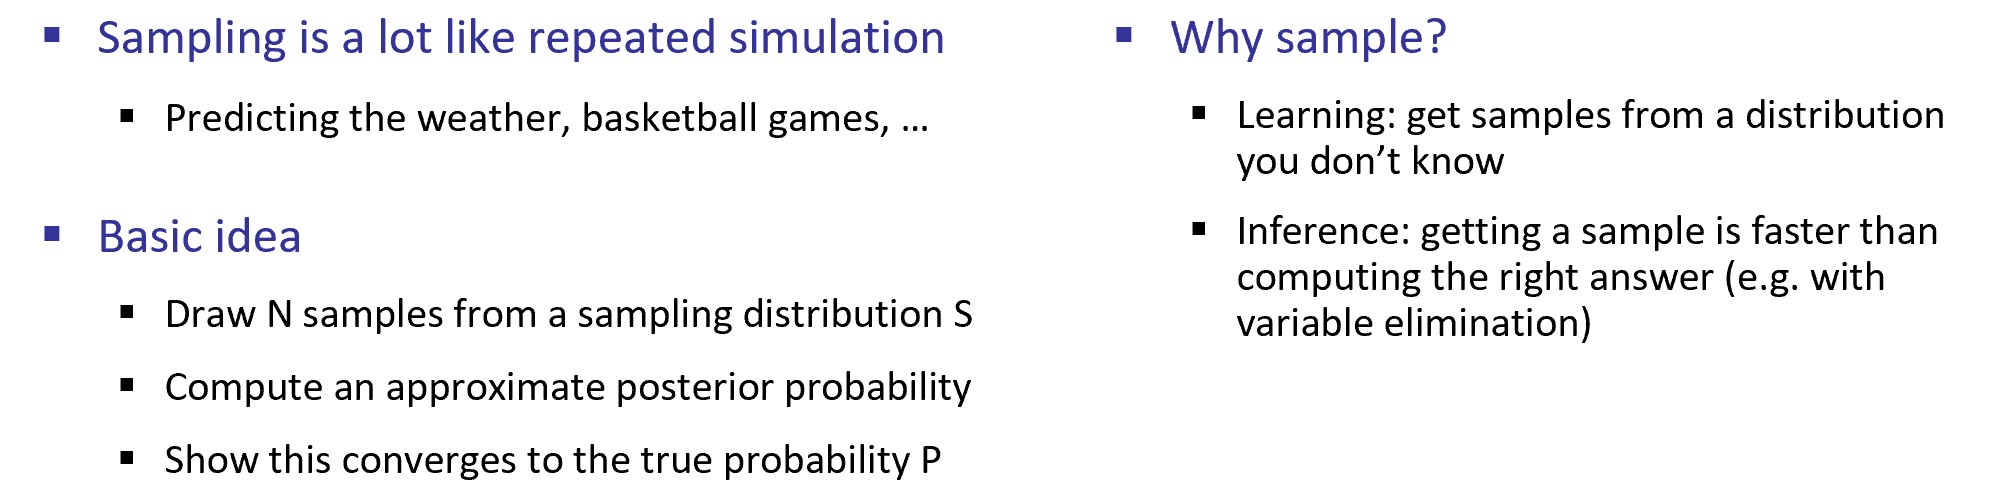 Sampling is a lot like repeated simulation
Predicting the weather, basketball games, …
Basic idea
Draw N samples from a sampling distribution S
Compute an approximate posterior probability
Show this converges to the true probability P
Why sample?
Learning: get samples from a distribution
you don’t know
Inference: getting a sample is faster than
computing the right answer (e.g. with
variable elimination)